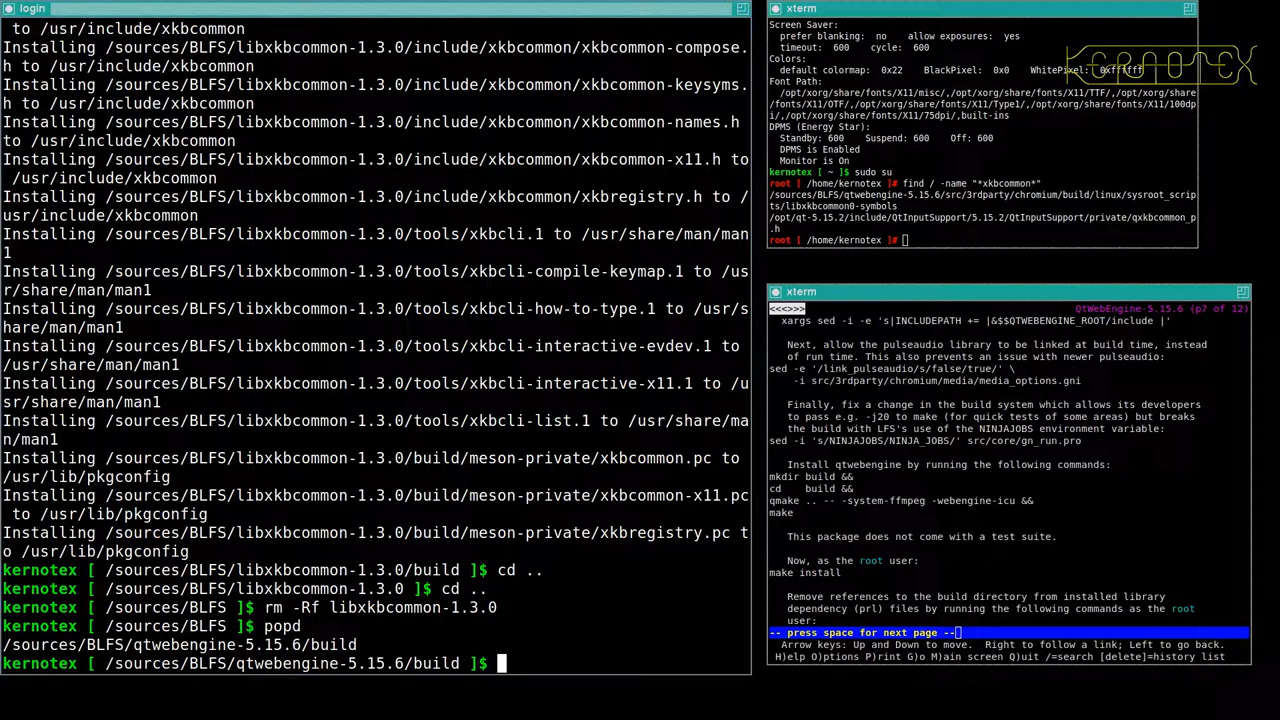 login
to /usr/include/xkbcommon
Installing /sources/BLFS/libxkbcommon-1.3.0/include/xkbcommon/xkbcommon-compose.
h to /usr/include/xkbcommon
Installing /sources/BLFS/libxkbcommon-1.3.0/include/xkbcommon/xkbcommon-keysyms.
h to /usr/include/xkbcommon
Installing /sources/BLFS/libxkbcommon-1.3.0/include/xkbcommon/xkbcommon-names.h
to /usr/include/xkbcommon
Installing /sources/BLFS/libxkbcommon-1.3.0/include/xkbcommon/xkbcommon-x11.h to
 /usr/include/xkbcommon
Installing /sources/BLFS/libxkbcommon-1.3.0/include/xkbcommon/xkbregistry.h to /
usr/include/xkbcommon
Installing /sources/BLFS/libxkbcommon-1.3.0/tools/xkbcli.1 to /usr/share/man/man
1
Installing /sources/BLFS/libxkbcommon-1.3.0/tools/xkbcli-compile-keymap.1 to /us
r/share/man/man1
Installing /sources/BLFS/libxkbcommon-1.3.0/tools/xkbcli-how-to-type.1 to /usr/s
hare/man/man1
Installing /sources/BLFS/libxkbcommon-1.3.0/tools/xkbcli-interactive-evdev.1 to
/usr/share/man/man1
Installing /sources/BLFS/libxkbcommon-1.3.0/tools/xkbcli-interactive-x11.1 to /u
sr/share/man/man1
Installing /sources/BLFS/libxkbcommon-1.3.0/tools/xkbcli-list.1 to /usr/share/ma
n/man1
Installing /sources/BLFS/libxkbcommon-1.3.0/build/meson-private/xkbcommon.pc to
/usr/lib/pkgconfig
Installing /sources/BLFS/libxkbcommon-1.3.0/build/meson-private/xkbcommon-x11.pc
 to /usr/lib/pkgconfig
Installing /sources/BLFS/libxkbcommon-1.3.0/build/meson-private/xkbregistry.pc t
o /usr/lib/pkgconfig
kernotex [ /sources/BLFS/libxkbcommon-1.3.0/build ]$ cd ..
kernotex [ /sources/BLFS/libxkbcommon-1.3.0 ]$ cd ..
kernotex [ /sources/BLFS ]$ rm -Rf libxkbcommon-1.3.0
kernotex [ /sources/BLFS ]$ popd
/sources/BLFS/qtwebengine-5.15.6/build
kernotex [ /sources/BLFS/qtwebengine-5.15.6/build ]$
xterm
Screen Saver:
prefer blanking:  no    allow exposures:  yes
timeout:  600    cycle:  600
Colors:
default colormap:  0x22    BlackPixel:  0x0    WhitePixel:  0xffffff
KERNOTEX
Font Path:
/opt/xorg/share/fonts/X11/misc/,/opt/xorg/share/fonts/X11/TTF/,/opt/xorg/share
/fonts/X11/OTF/,/opt/xorg/share/fonts/X11/Type1/,/opt/xorg/share/fonts/X11/100dp
i/,/opt/xorg/share/fonts/X11/75dpi/,built-ins
DPMS (Energy Star):
Standby: 600    Suspend: 600    Off: 600
DPMS is Enabled
Monitor is On
kernotex [ ~ ]$ sudo su
root [ /home/kernotex ]# find / -name "*xkbcommon*"
/sources/BLFS/qtwebengine-5.15.6/src/3rdparty/chromium/build/linux/sysroot_scrip
ts/libxkbcommon0-symbols
/opt/qt-5.15.2/include/QtInputSupport/5.15.2/QtInputSupport/private/qxkbcommon_p
.h
root [ /home/kernotex ]#
xterm
<<<>>> QtWebEngine-5.15.6 (p7 of 12)
xargs sed -i -e 's|INCLUDEPATH += |&$$QTWEBENGINE_ROOT/include |'
Next, allow the pulseaudio library to be linked at build time, instead
of run time. This also prevents an issue with newer pulseaudio:
sed -e '/link_pulseaudio/s/false/true/' \
-i src/3rdparty/chromium/media/media_options.gni
Finally, fix a change in the build system which allows its developers
to pass e.g. -j20 to make (for quick tests of some areas) but breaks
the build with LFS's use of the NINJAJOBS environment variable:
sed -i 's/NINJAJOBS/NINJA_JOBS/' src/core/gn_run.pro
Install qtwebengine by running the following commands:
mkdir build &&
cd    build &&
qmake .. -- -system-ffmpeg -webengine-icu &&
make
This package does not come with a test suite.
Now, as the root user:
make install
Remove references to the build directory from installed library
dependency (prl) files by running the following commands as the root
user:
-- press space for next page --
Arrow keys: Up and Down to move.  Right to follow a link; Left to go back.
H)elp O)ptions P)rint G)o M)ain screen Q)uit /=search [delete]=history list